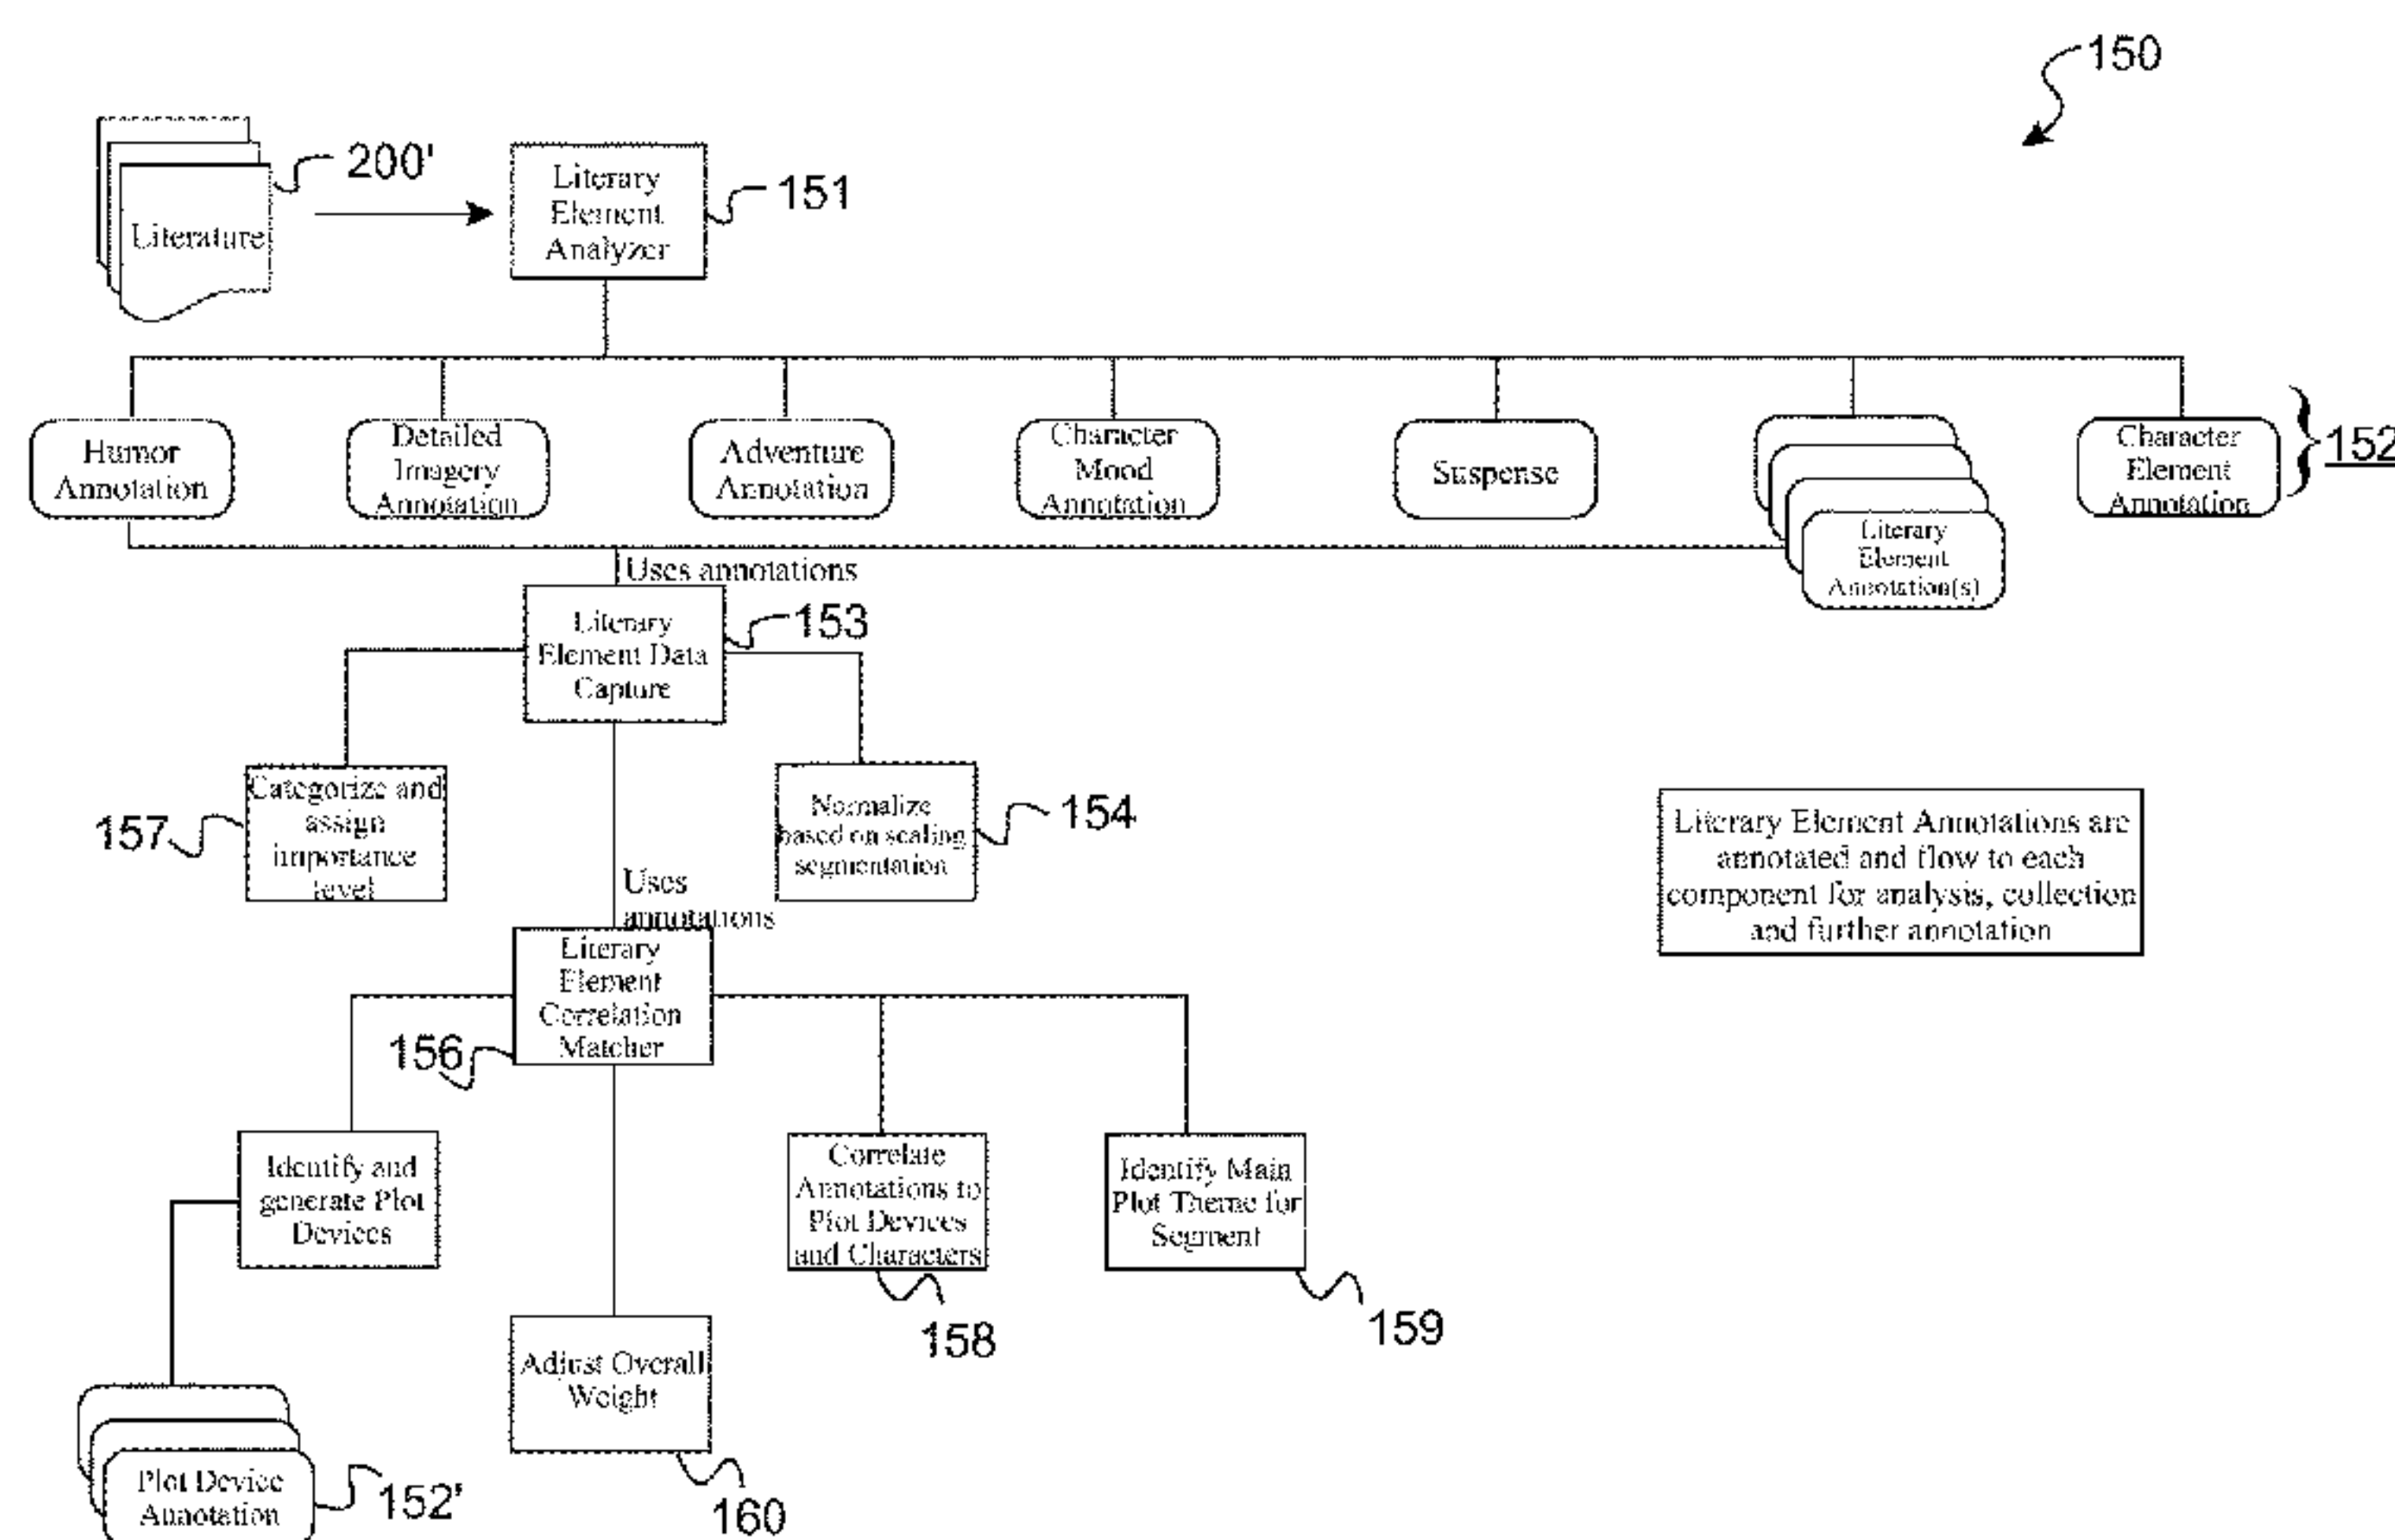 150
200'
Literature
Literary
Element
Analyzer
151
Humor
Annotation
Detailed
Imagery
Annotation
Adventure
Annotation
Character
Mood
Annotation
Suspense
Literary
Element
Annotation(s)
Character
Element
Annotation
152
Uses annotations
Literary
Element Data
Capture
153
Categorize and
assign
importance
level
157
Normalize
based on scaling
segmentation
154
Literary Element Annotations are
annotated and flow to each
component for analysis, collection
and further annotation
Uses
annotations
Literary
Element
Correlation
Matcher
156
Identify and
generate Plot
Devices
Correlate
Annotations to
Plot Devices
and Characters
158
Identify Main
Plot Theme for
Segment
159
Adjust Overall
Weight
160
Plot Device
Annotation
152'